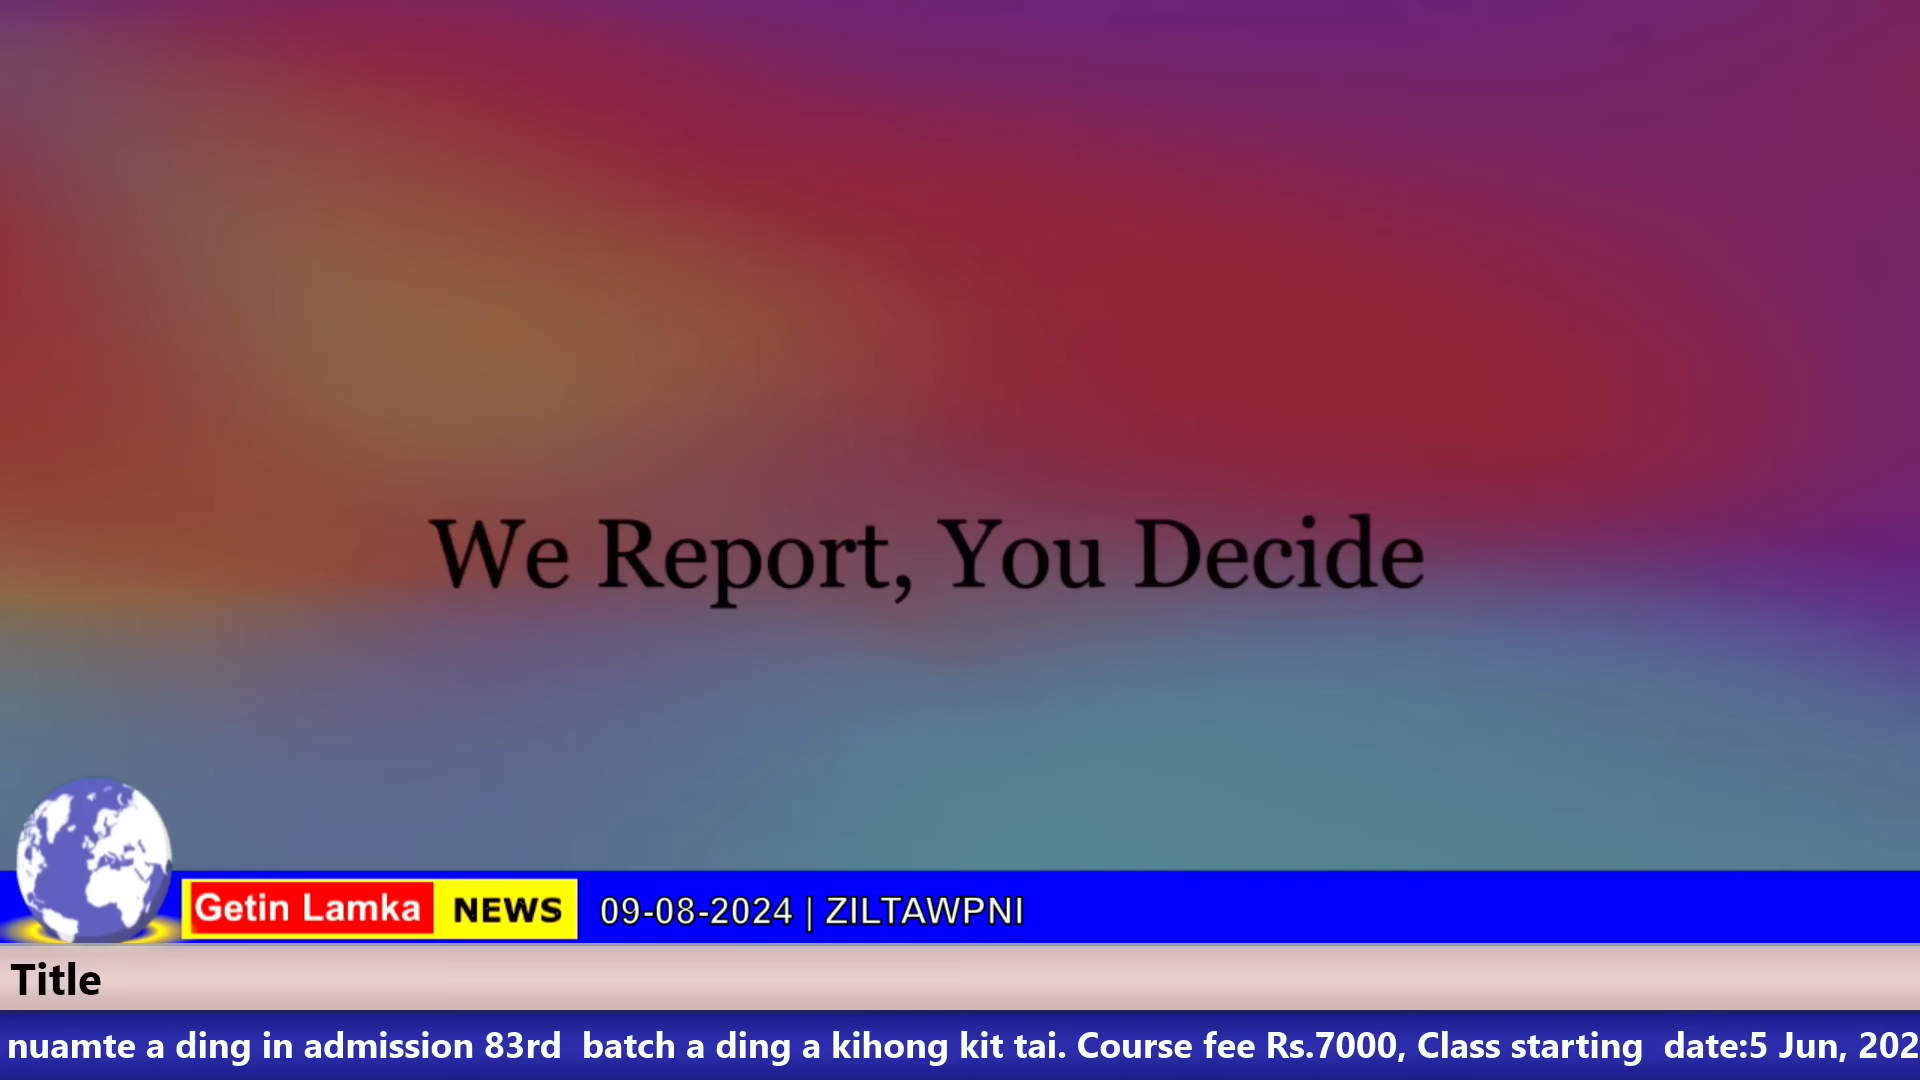 We Report, You Decide
Getin Lamka NEWS 09-08-2024 | ZILTAWPNI
Title
nuamte a ding in admission 83rd  batch a ding a kihong kit tai. Course fee Rs.7000, Class starting  date:5 Jun, 202